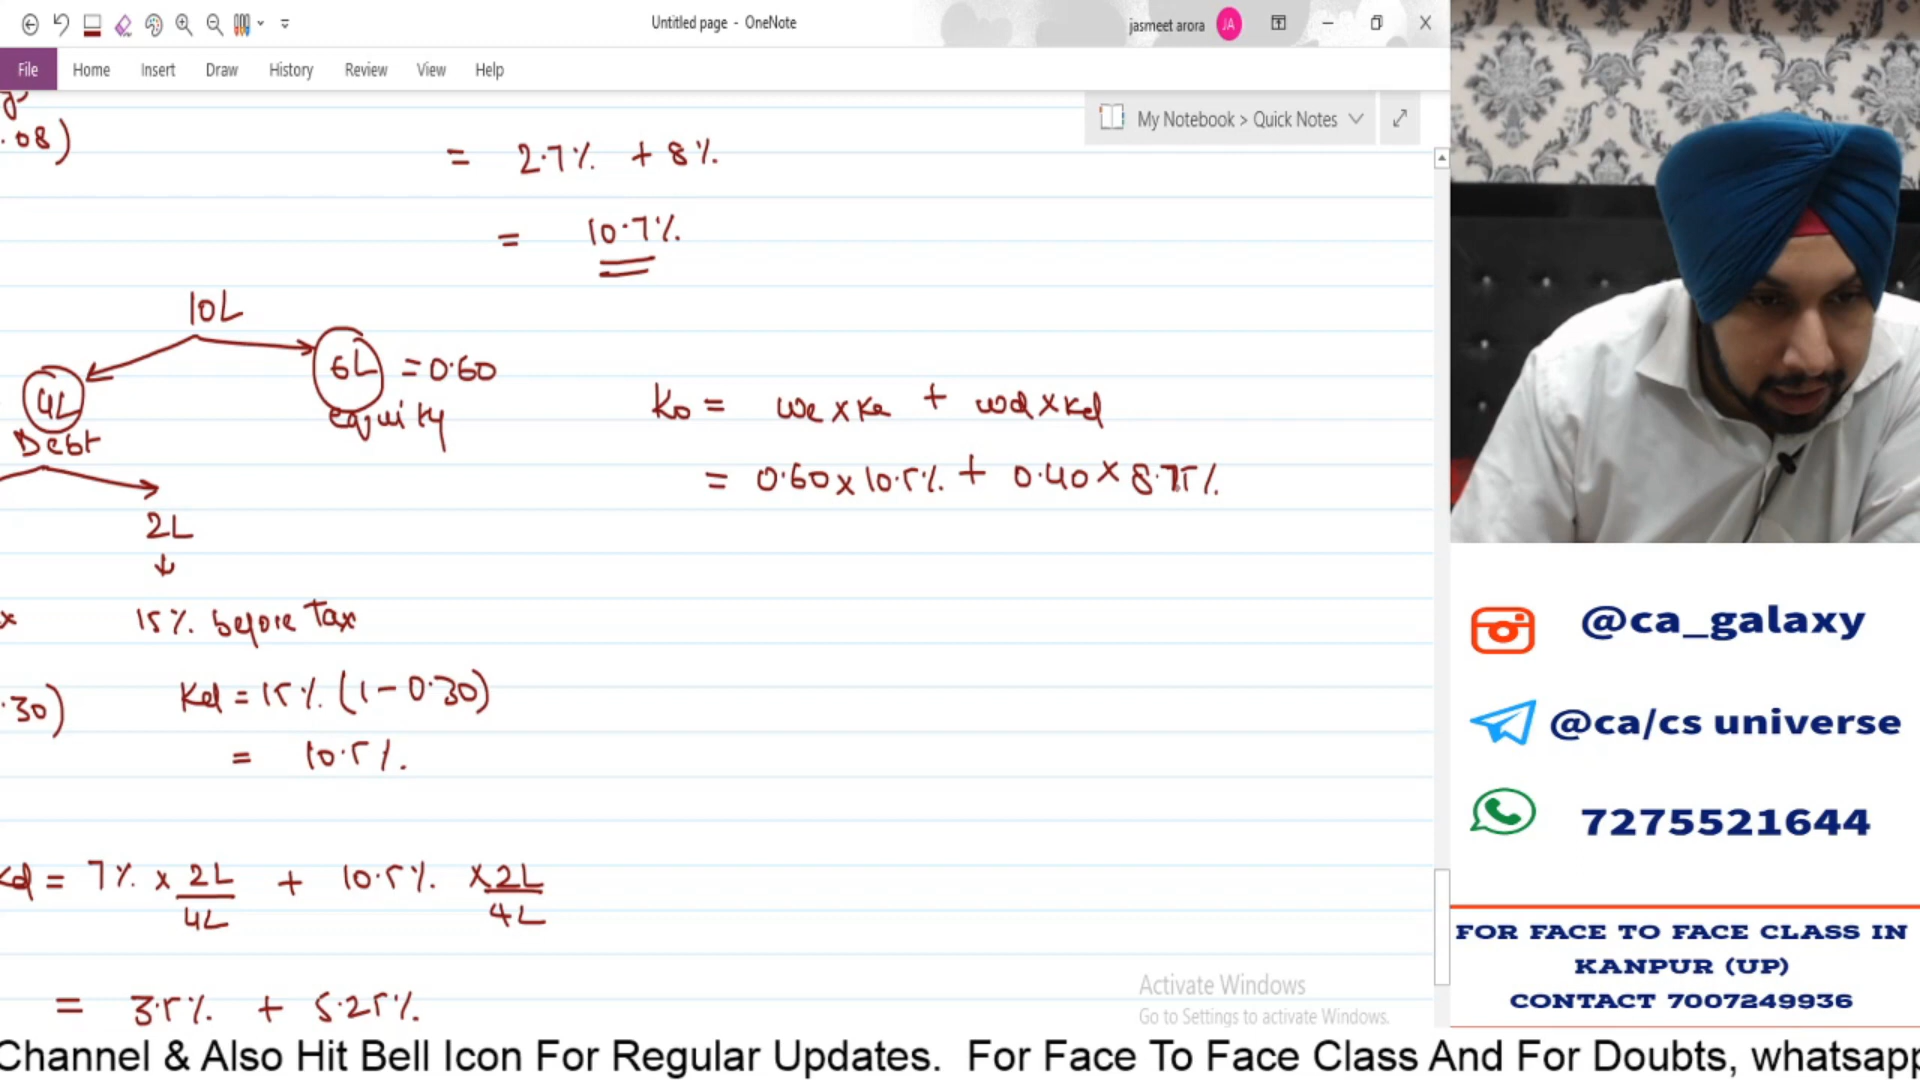 Untitled page - OneNote
jasmeet arora JA
File Home Insert Draw History Review View Help
My Notebook > Quick Notes
.08)
= 2.7% + 8%
= 10.7%
10L
4L
Debt
6L = 0.60
equity
2L
15% before Tax
Kd = 15% (1 - 0.30)
= 10.5%.
.30)
Kd = 7% x 2L/4L + 10.5% x 2L/4L
= 3.5% + 5.25%
Ko = we x Ke + wd x Kd
= 0.60 x 10.5% + 0.40 x 8.75%
Activate Windows
Go to Settings to activate Windows.
@ca_galaxy
@ca/cs universe
7275521644
FOR FACE TO FACE CLASS IN
KANPUR (UP)
CONTACT 7007249936
Channel & Also Hit Bell Icon For Regular Updates. For Face To Face Class And For Doubts, whatsapp